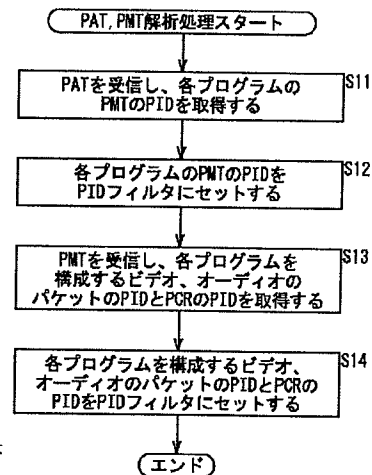 PAT,PMT解析処理スタート
S11
PATを受信し、各プログラムの
PMTのPIDを取得する
S12
各プログラムのPMTのPIDを
PIDフィルタにセットする
S13
PMTを受信し、各プログラムを
構成するビデオ、オーディオの
パケットのPIDとPCRのPIDを取得する
S14
各プログラムを構成するビデオ、
オーディオのパケットのPIDとPCRの
PIDをPIDフィルタにセットする
エンド